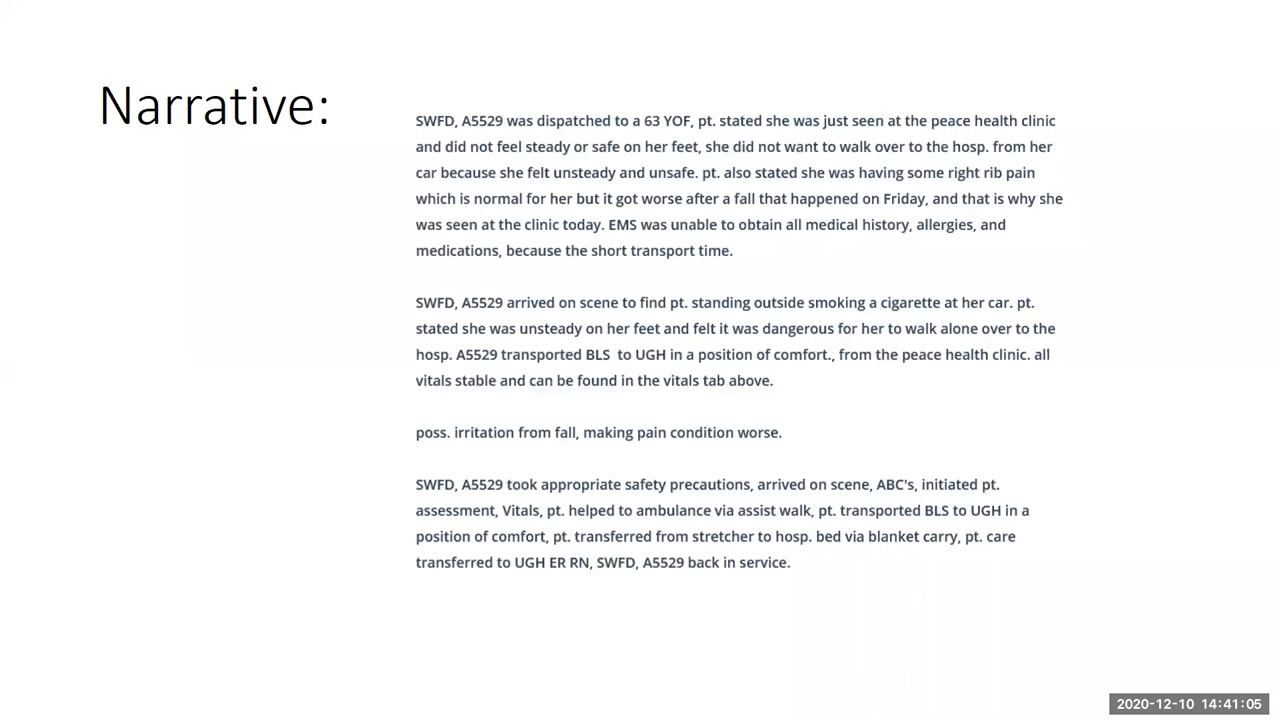 Narrative:
SWFD, A5529 was dispatched to a 63 YOF, pt. stated she was just seen at the peace health clinic
and did not feel steady or safe on her feet, she did not want to walk over to the hosp. from her
car because she felt unsteady and unsafe. pt. also stated she was having some right rib pain
which is normal for her but it got worse after a fall that happened on Friday, and that is why she
was seen at the clinic today. EMS was unable to obtain all medical history, allergies, and
medications, because the short transport time.
SWFD, A5529 arrived on scene to find pt. standing outside smoking a cigarette at her car. pt.
stated she was unsteady on her feet and felt it was dangerous for her to walk alone over to the
hosp. A5529 transported BLS  to UGH in a position of comfort., from the peace health clinic. all
vitals stable and can be found in the vitals tab above.
poss. irritation from fall, making pain condition worse.
SWFD, A5529 took appropriate safety precautions, arrived on scene, ABC's, initiated pt.
assessment, Vitals, pt. helped to ambulance via assist walk, pt. transported BLS to UGH in a
position of comfort, pt. transferred from stretcher to hosp. bed via blanket carry, pt. care
transferred to UGH ER RN, SWFD, A5529 back in service.
2020-12-10 14:41:05